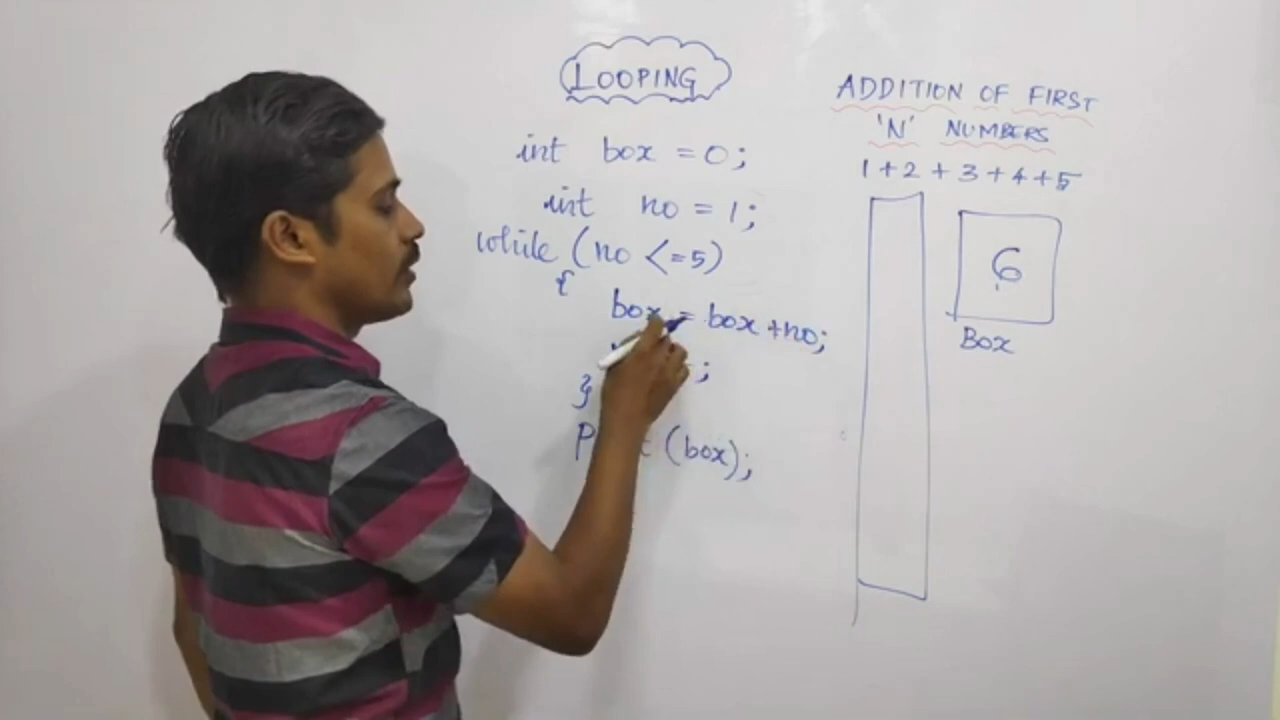 LOOPING
int box = 0;
int no = 1;
while (no <=5)
{
box = box +no;
;
}
(box);
ADDITION OF FIRST
'N' NUMBERS
1 + 2 + 3 + 4 + 5
6
BOX